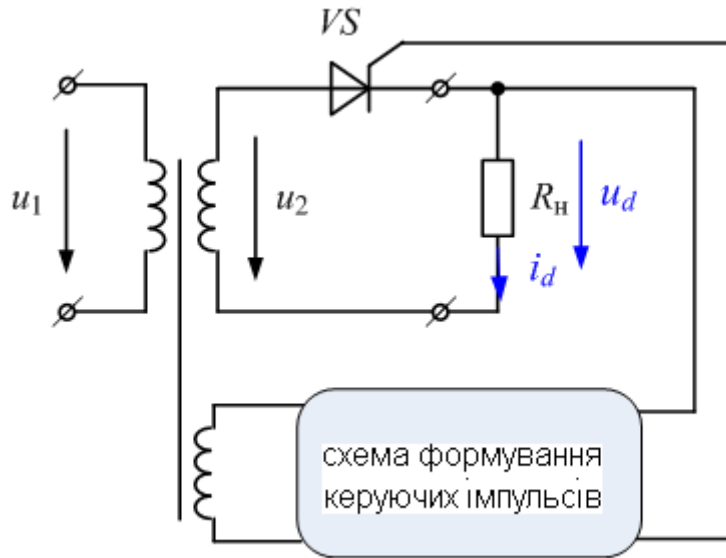 VS
u1
u2
Rн
ud
id
схема формування
керуючих імпульсів